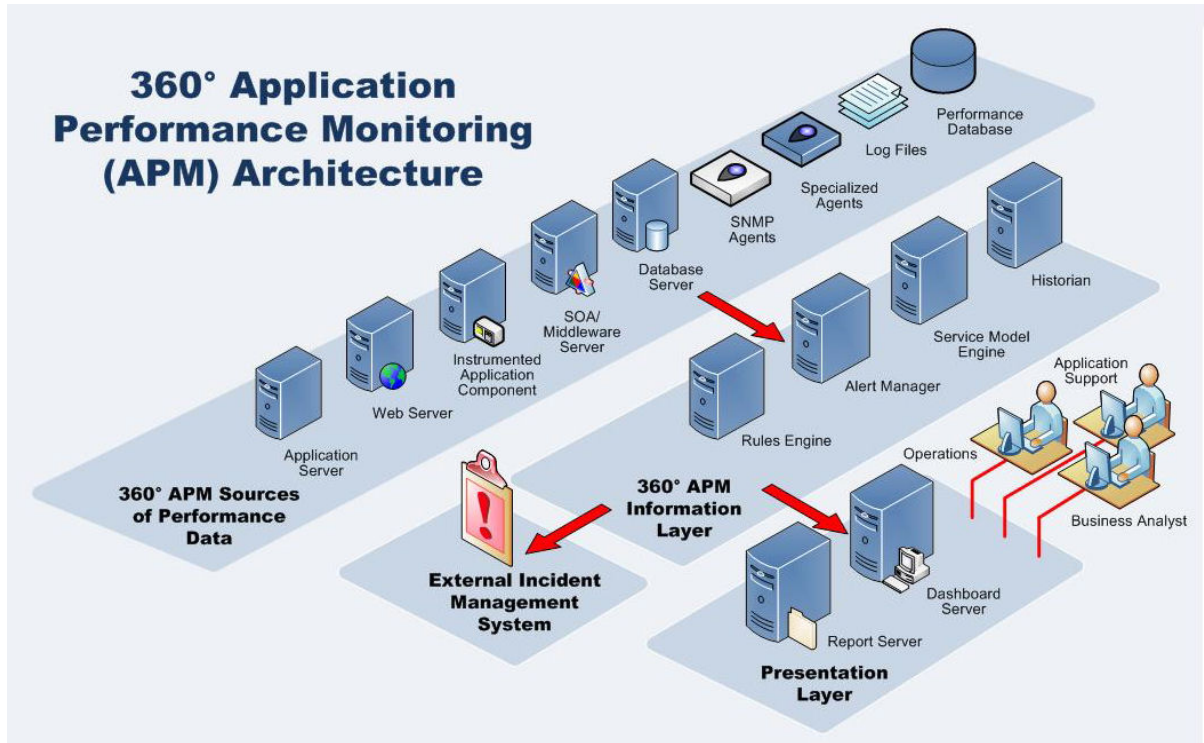 360° Application
Performance Monitoring
(APM) Architecture
Performance
Database
Log Files
Specialized
Agents
SNMP
Agents
Database
Server
SOA/
Middleware
Server
Instrumented
Application
Component
Web Server
Application
Server
360° APM Sources
of Performance
Data
Historian
Service Model
Engine
Alert Manager
Rules Engine
360° APM
Information
Layer
External Incident
Management
System
Application
Support
Operations
Business Analyst
Dashboard
Server
Report Server
Presentation
Layer